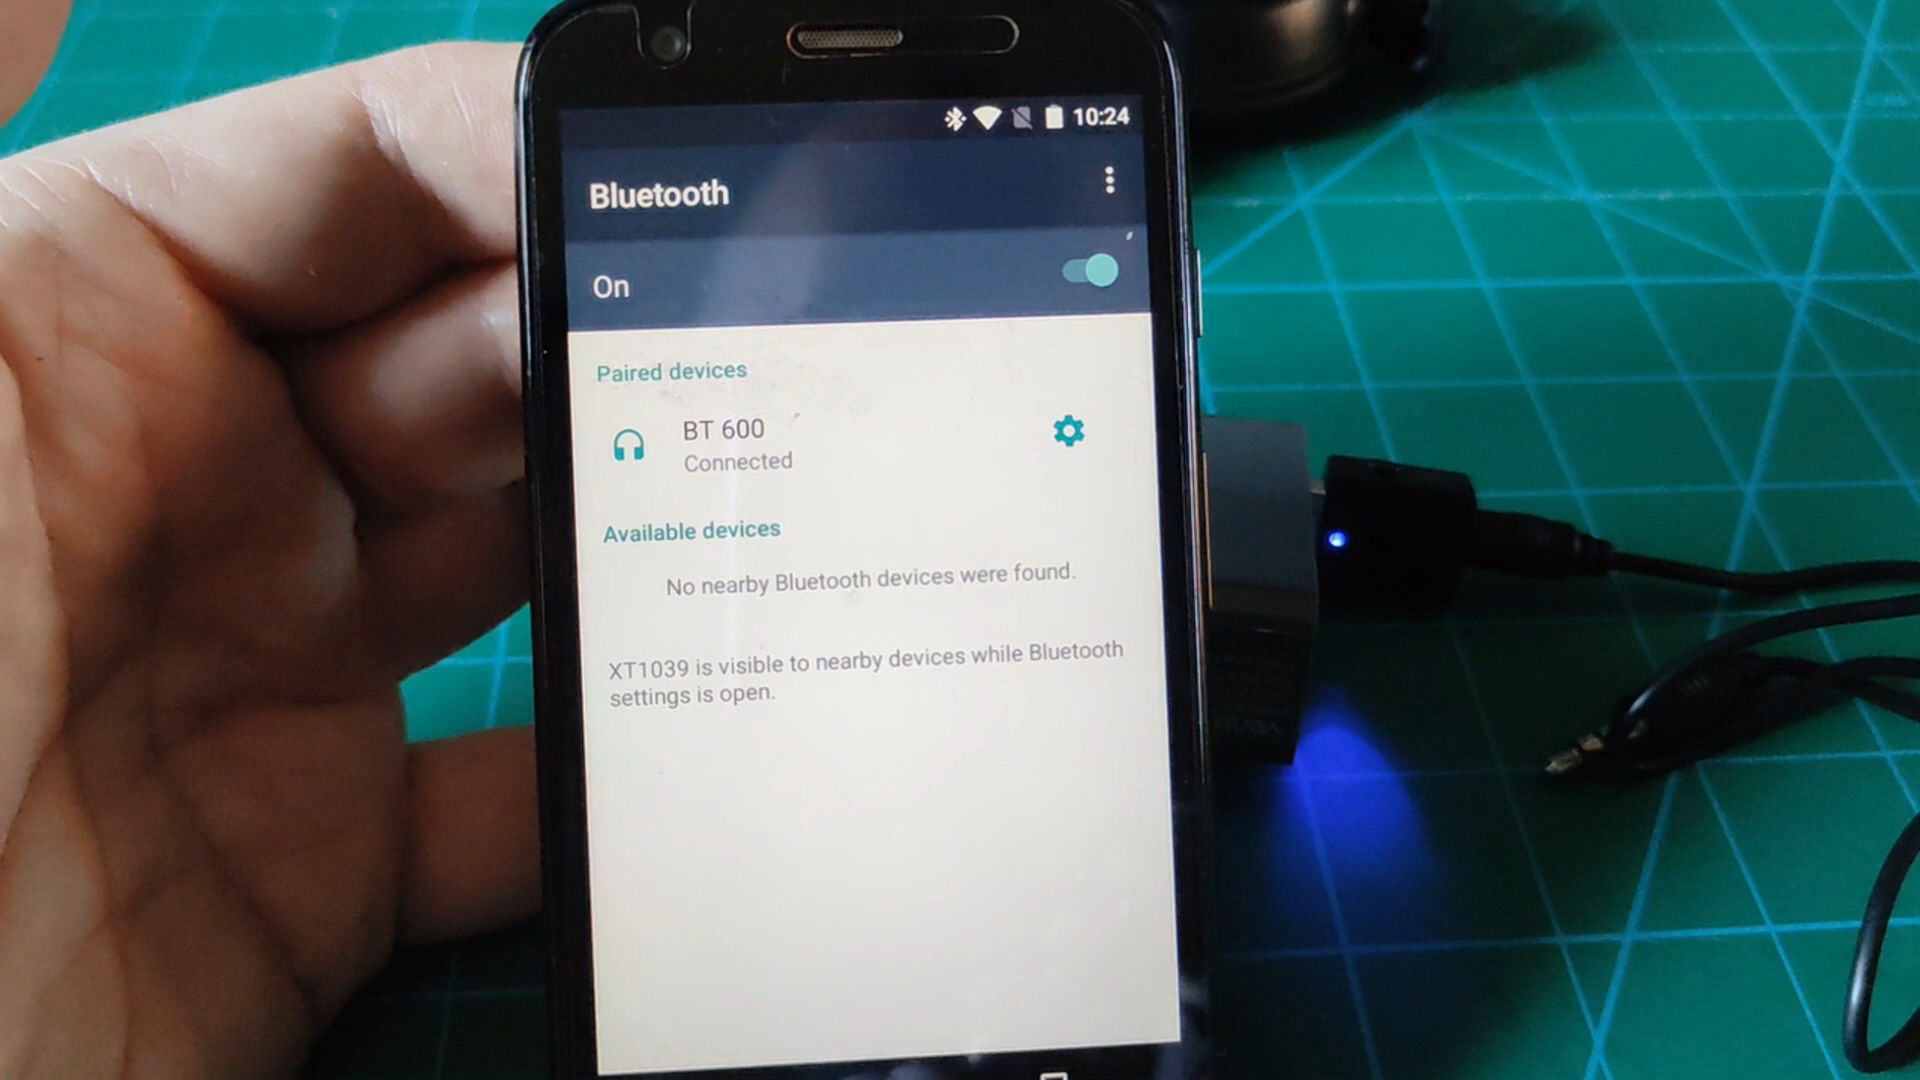 10:24
Bluetooth
On
Paired devices
BT 600
Connected
Available devices
No nearby Bluetooth devices were found.
XT1039 is visible to nearby devices while Bluetooth
settings is open.